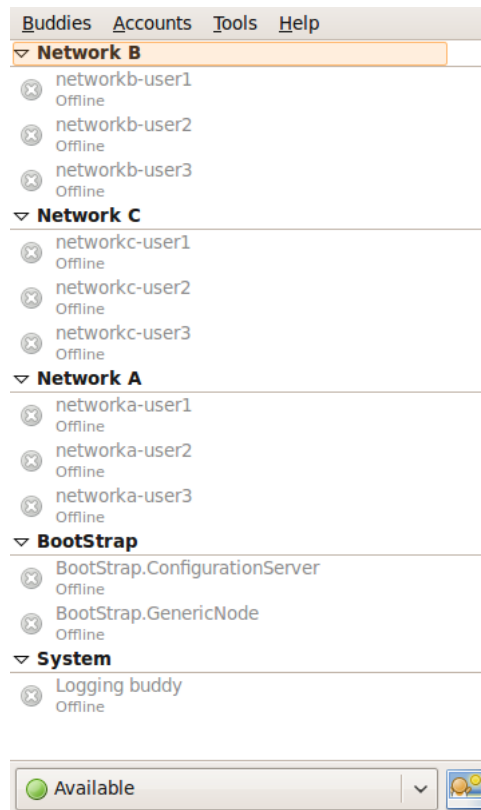 Buddies Accounts Tools Help
Network B
networkb-user1
Offline
networkb-user2
Offline
networkb-user3
Offline
Network C
networkc-user1
Offline
networkc-user2
Offline
networkc-user3
Offline
Network A
networka-user1
Offline
networka-user2
Offline
networka-user3
Offline
BootStrap
BootStrap.ConfigurationServer
Offline
BootStrap.GenericNode
Offline
System
Logging buddy
Offline
Available